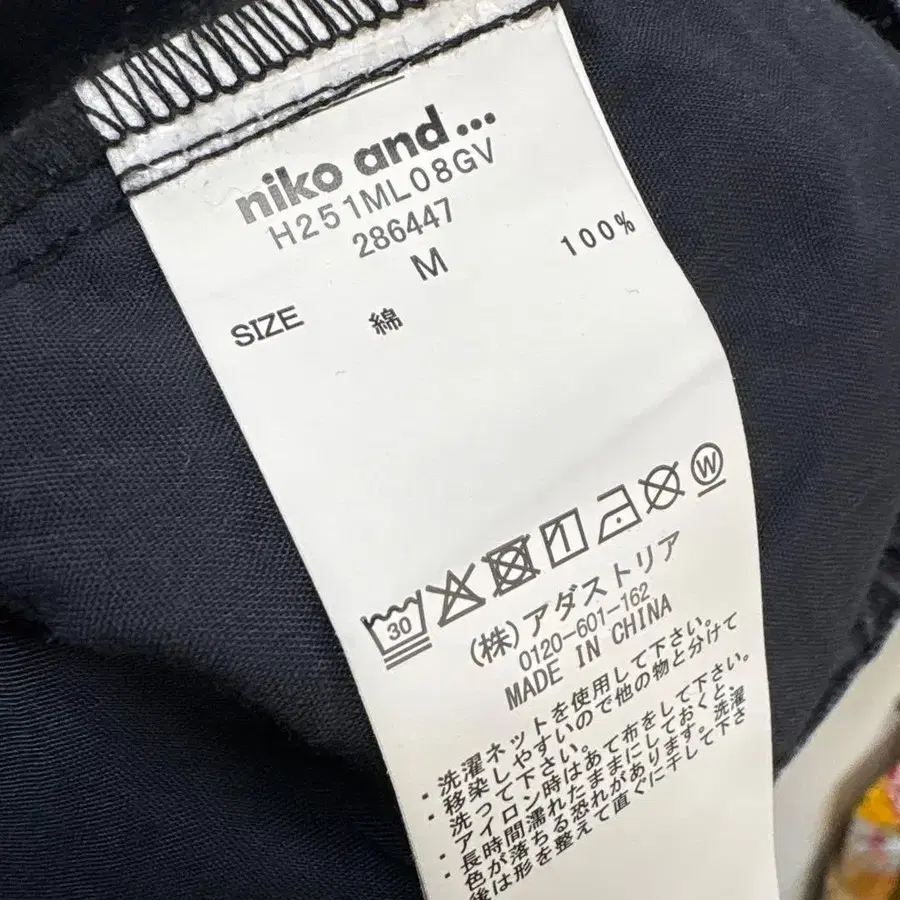 niko and...
H251ML08GV
286447
SIZE M
綿 100%
30 W
(株)アダストリア
0120-601-162
MADE IN CHINA
・洗濯ネットを使用して下さい。
・移染しやすいので他の物と分けて
洗って下さい。
・アイロン時はあて布をして下さい。
・長時間濡れたままにしておくと、
色が落ちる恐れがあります。洗濯
後は形を整えて直ぐに干して下さ